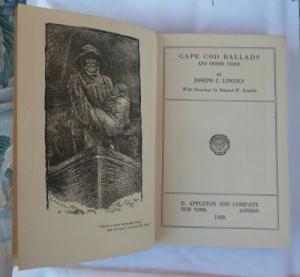 CAPE COD BALLADS
AND OTHER VERSE
BY
JOSEPH C. LINCOLN
With Drawings by Edward W. Kemble
D. APPLETON AND COMPANY
NEW YORK LONDON